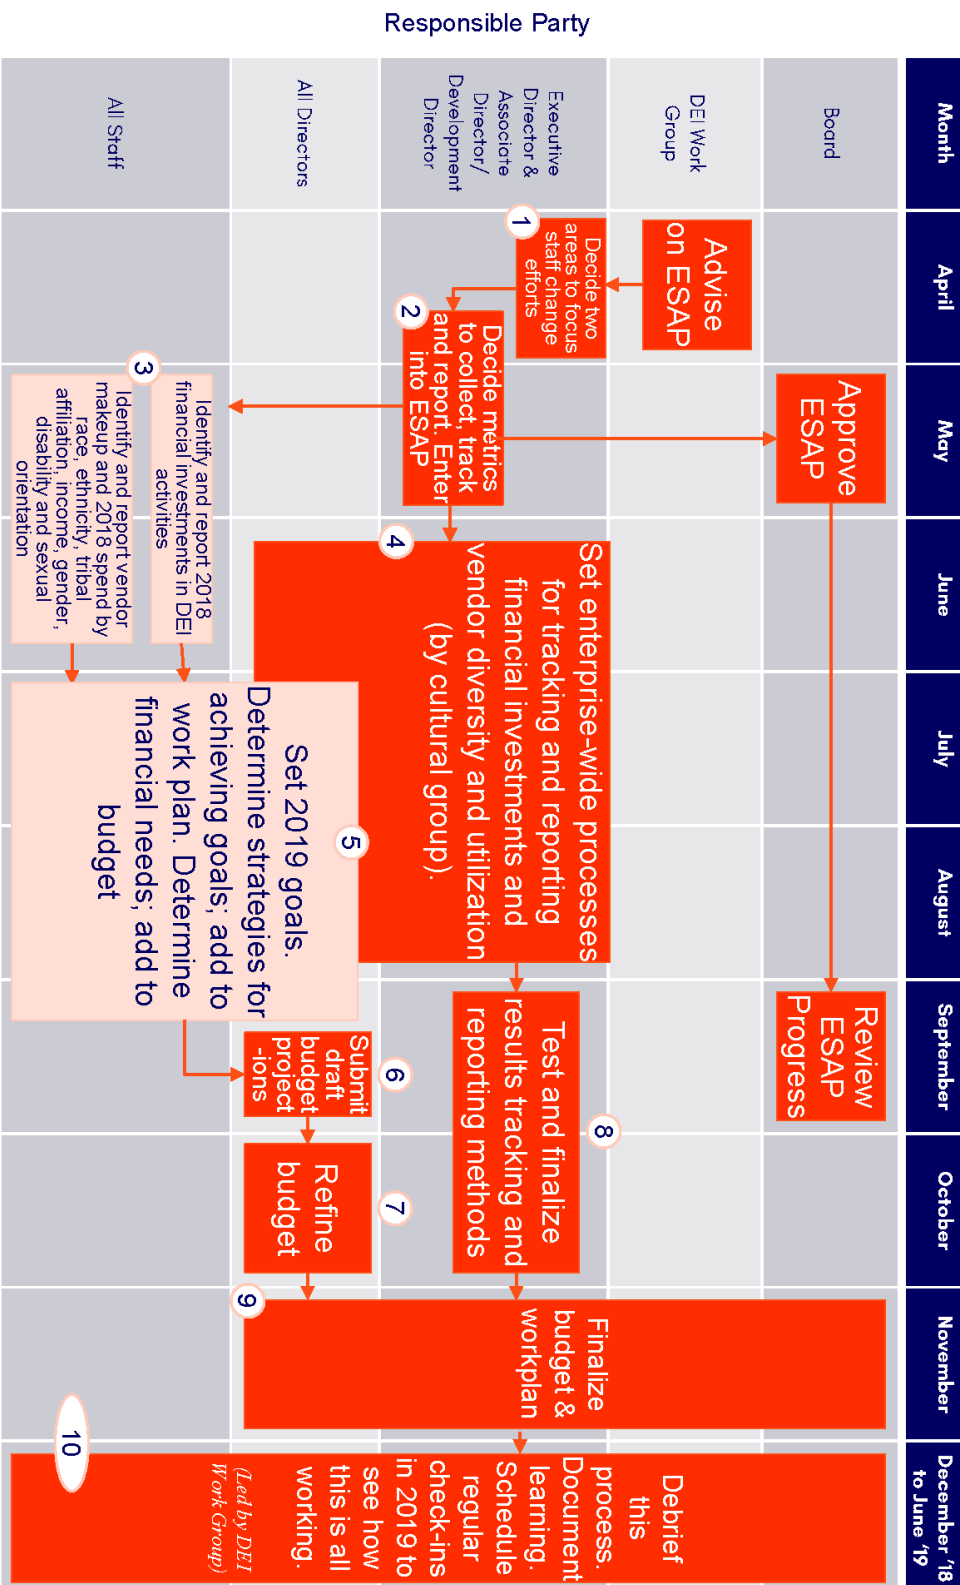 Responsible Party
Month
April
May
June
July
August
September
October
November
December '18
to June '19
Board
Approve
ESAP
Review
ESAP
Progress
DEI Work
Group
Advise
on ESAP
Executive
Director &
Associate
Director/
Development
Director
1
Decide two
areas to focus
staff change
efforts
2
Decide metrics
to collect, track
and report. Enter
into ESAP
4
Set enterprise-wide processes
for tracking and reporting
financial investments and
vendor diversity and utilization
(by cultural group).
8
Test and finalize
results tracking and
reporting methods
All Directors
6
Submit
draft
budget
project
-ions
7
Refine
budget
9
Finalize
budget &
workplan
All Staff
3
Identify and report 2018
financial investments in DEI
activities
Identify and report vendor
makeup and 2018 spend by
race, ethnicity, tribal
affiliation, income, gender,
disability and sexual
orientation
5
Set 2019 goals.
Determine strategies for
achieving goals; add to
work plan. Determine
financial needs; add to
budget
10
Debrief
this
process.
Document
learning.
Schedule
regular
check-ins
in 2019 to
see how
this is all
working.
(Led by DEI
Work Group)